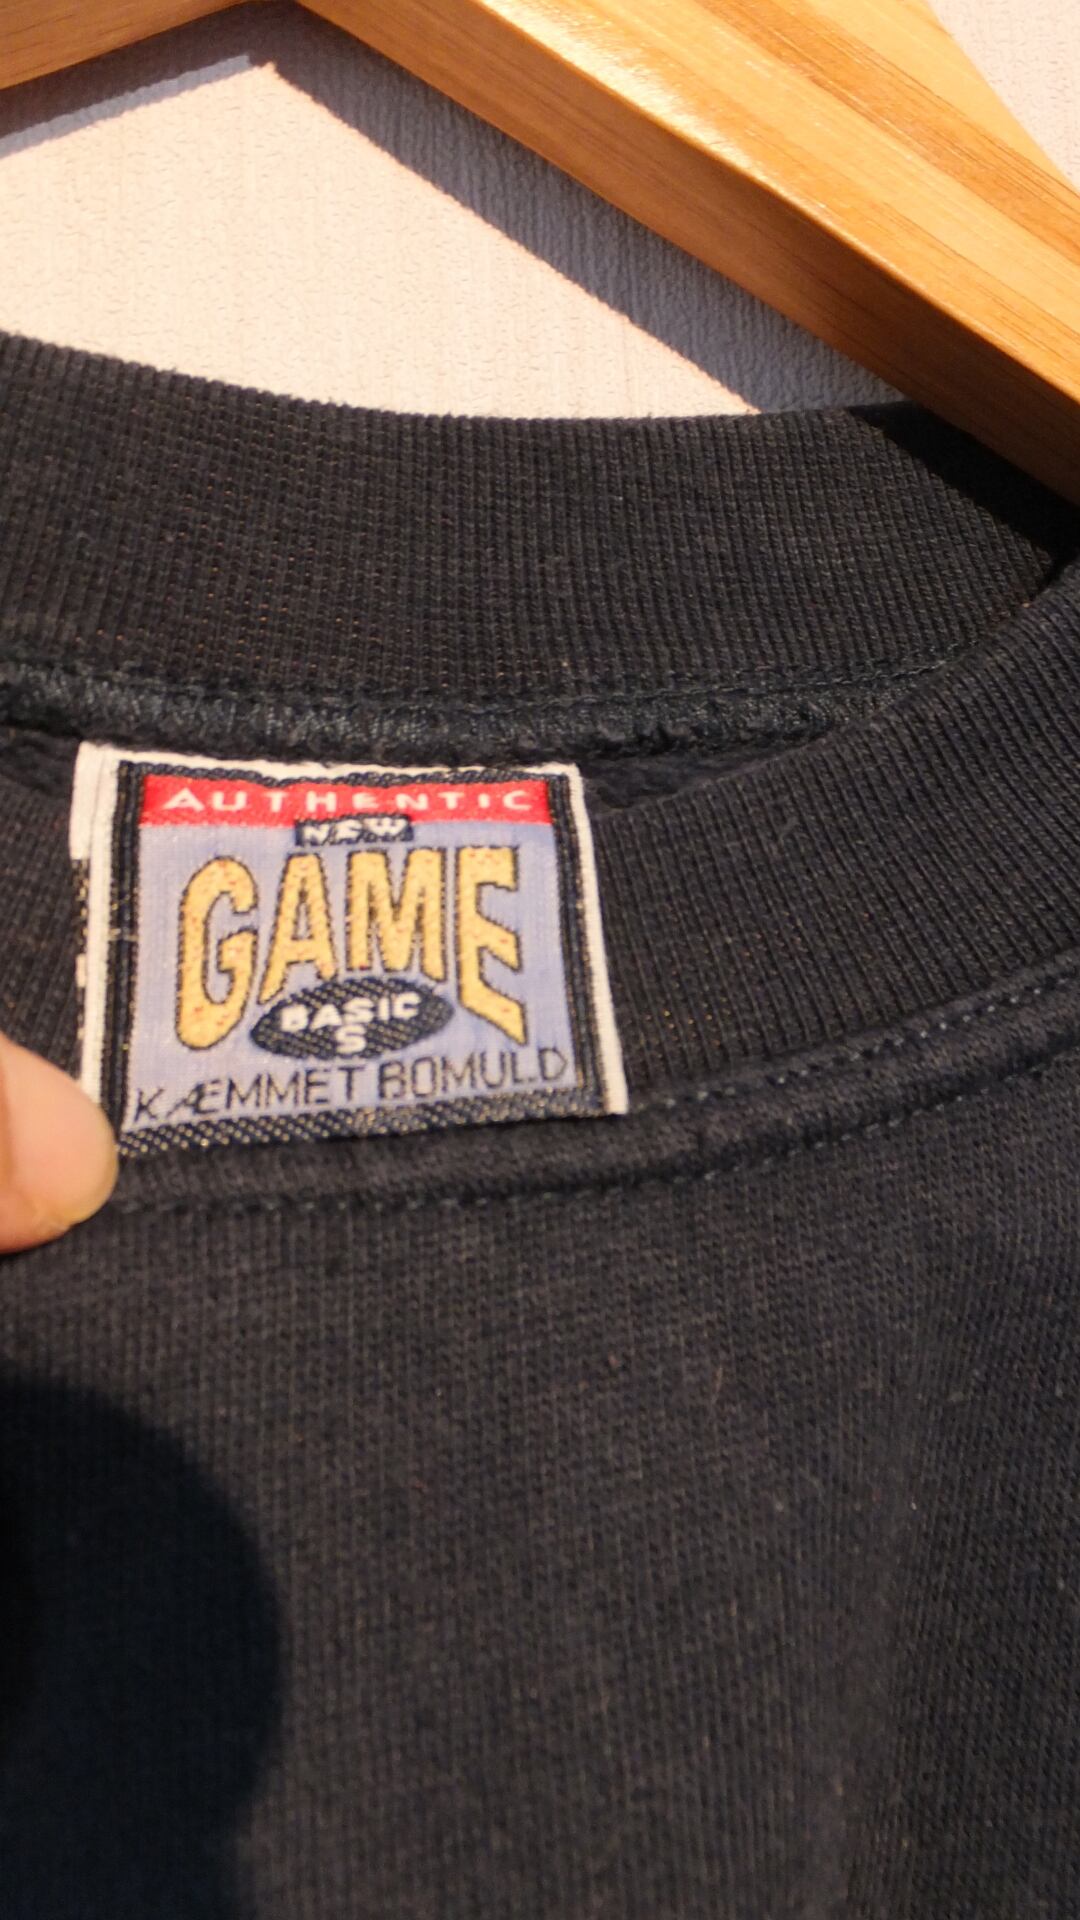 AUTHENTIC
NEW
GAME
BASIC
S
KÆMMET BOMULD